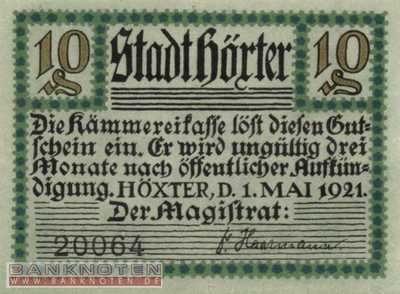 10 Stadt Höxter 10
Die Kämmereikasse löst diesen Gut-
schein ein. Er wird ungültig drei
Monate nach öffentlicher Aufkün-
digung. HÖXTER, D. 1. MAI 1921.
Der Magistrat:
20064
BANKNOTEN
WWW.BANKNOTEN.DE